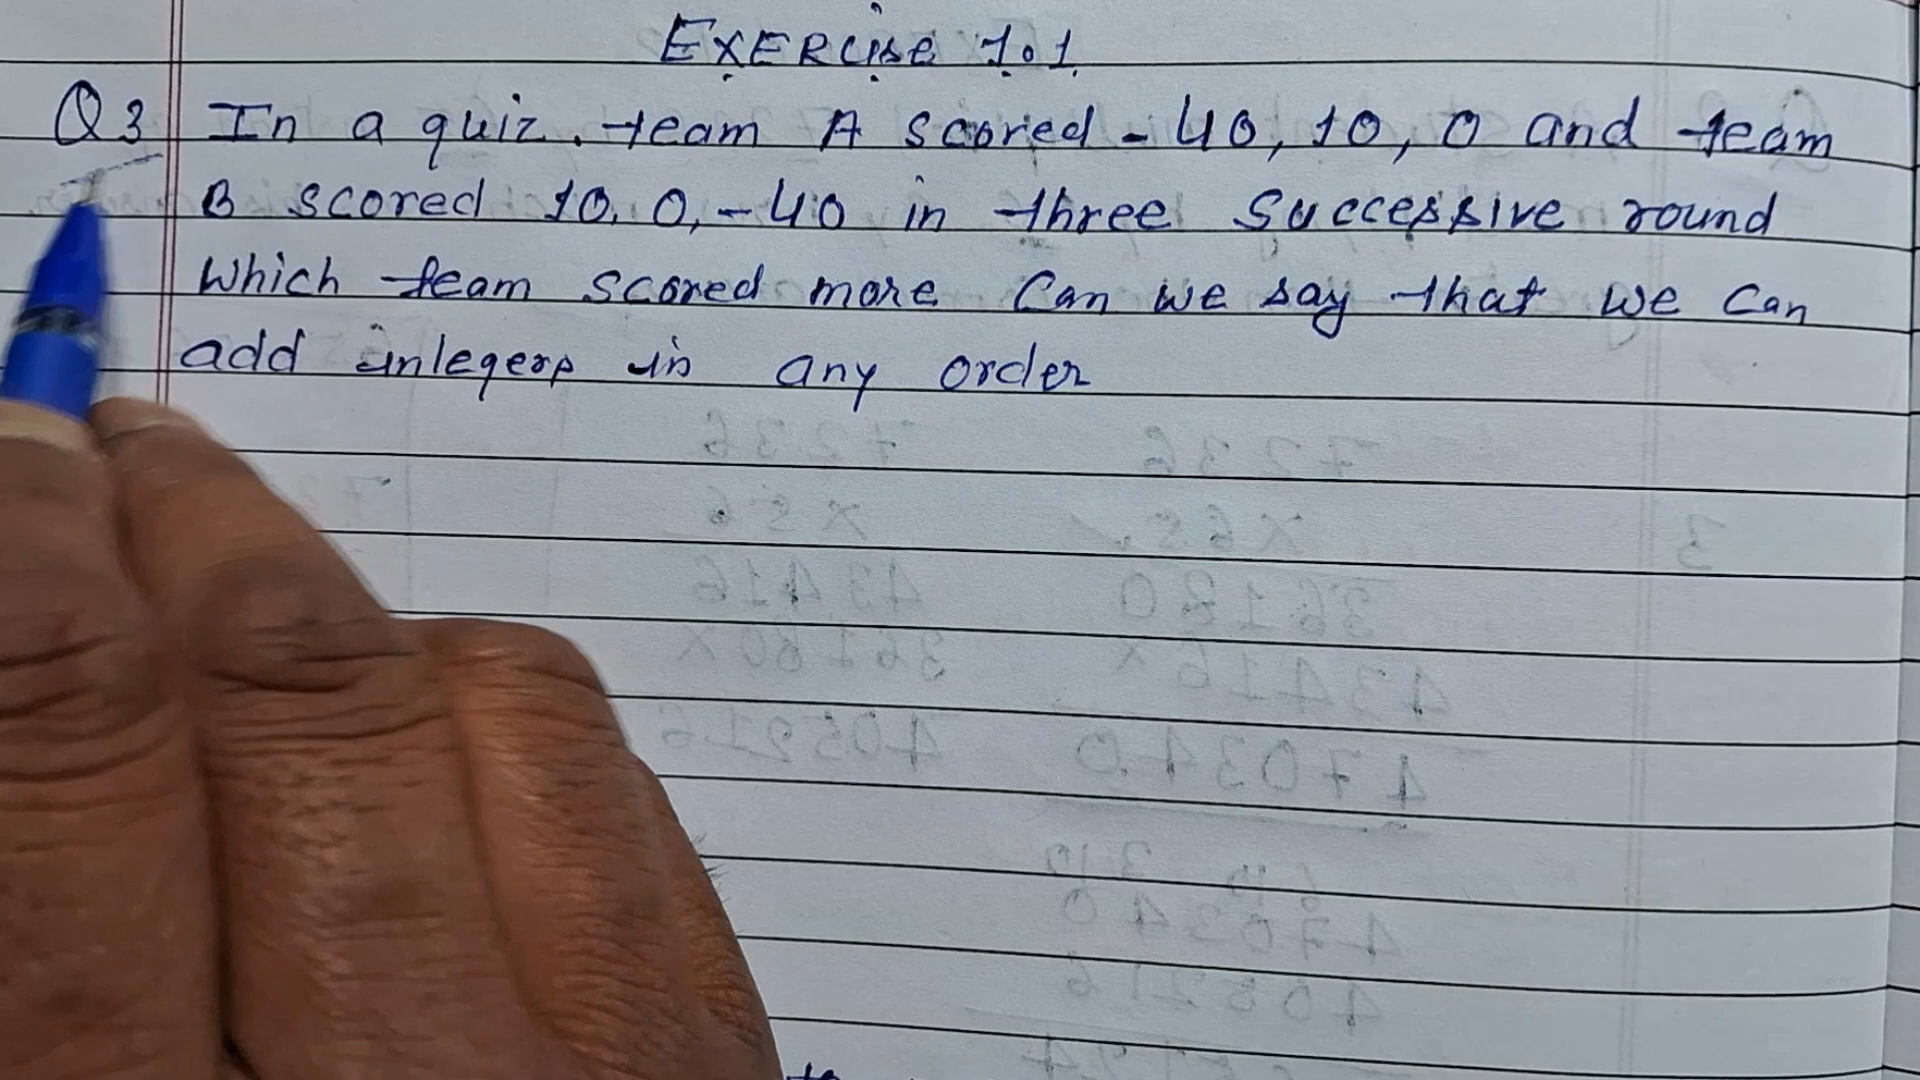 EXERCise 1.1
Q3 In a quiz. team A scored -40, 10, 0 and team
B scored 10, 0, -40 in three Successive round
Which team scored more Can we say that we can
add inlegers in any order